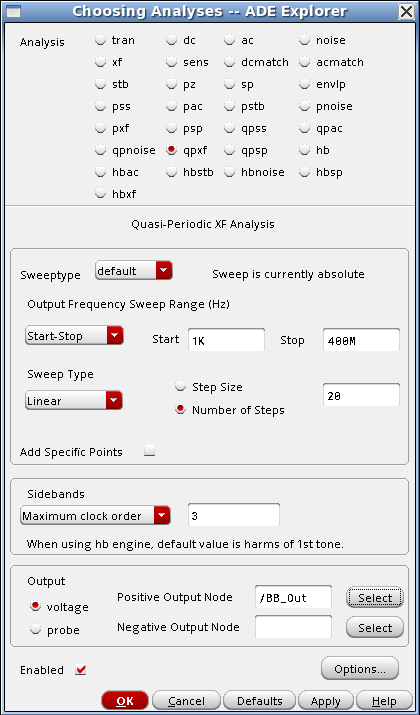 Choosing Analyses -- ADE Explorer
Analysis
tran dc ac noise
xf sens dcmatch acmatch
stb pz sp envlp
pss pac pstb pnoise
pxf psp qpss qpac
qpnoise qpxf qpsp hb
hbac hbstb hbnoise hbsp
hbxf
Quasi-Periodic XF Analysis
Sweeptype default Sweep is currently absolute
Output Frequency Sweep Range (Hz)
Start-Stop Start 1K Stop 400M
Sweep Type
Step Size
Linear Number of Steps 20
Add Specific Points
Sidebands
Maximum clock order 3
When using hb engine, default value is harms of 1st tone.
Output
voltage Positive Output Node /BB_Out Select
probe Negative Output Node Select
Enabled Options...
OK Cancel Defaults Apply Help